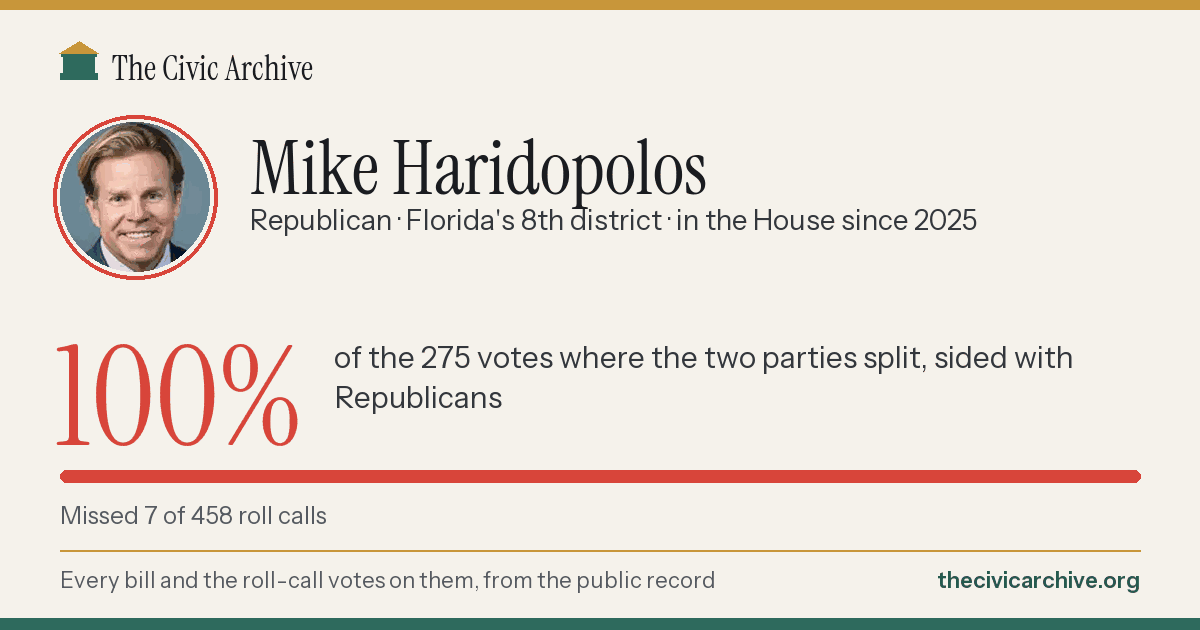 The Civic Archive
Mike Haridopolos
Republican · Florida's 8th district · in the House since 2025
100%
of the 275 votes where the two parties split, sided with
Republicans
Missed 7 of 458 roll calls
Every bill and the roll-call votes on them, from the public record
thecivicarchive.org